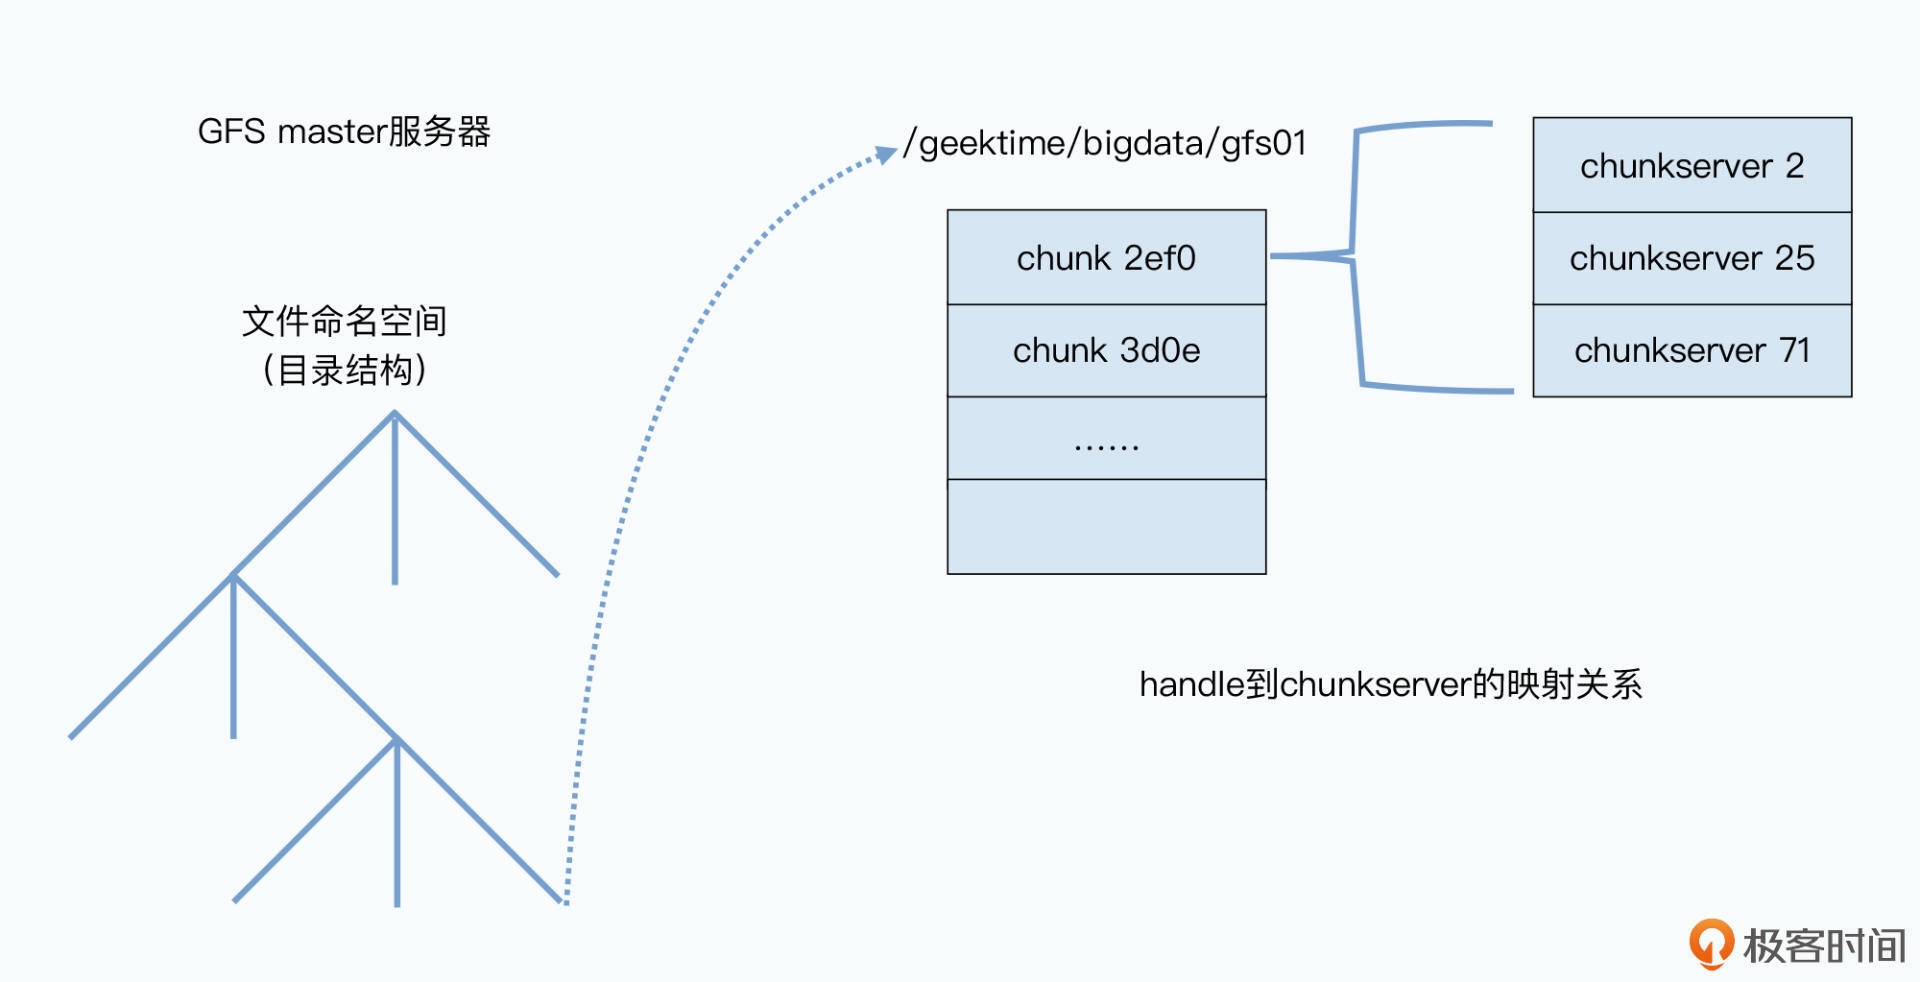 GFS master服务器
文件命名空间
（目录结构）
/geektime/bigdata/gfs01
chunk 2ef0
chunk 3d0e
......
chunkserver 2
chunkserver 25
chunkserver 71
handle到chunkserver的映射关系
极客时间